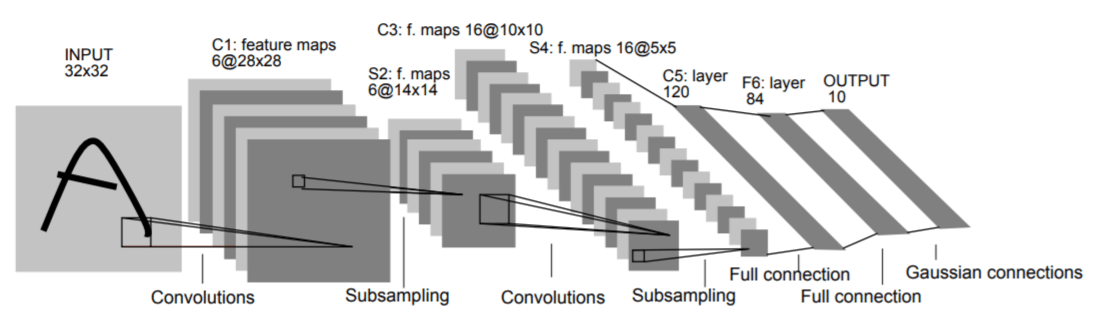 INPUT
32x32
C1: feature maps
6@28x28
S2: f. maps
6@14x14
C3: f. maps 16@10x10
S4: f. maps 16@5x5
C5: layer
120
F6: layer
84
OUTPUT
10
Convolutions
Subsampling
Convolutions
Subsampling
Full connection
Full connection
Gaussian connections